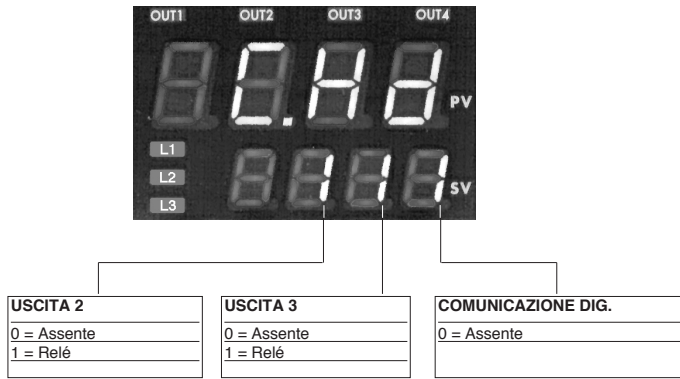 OUT1 OUT2 OUT3 OUT4
C.Hd
PV
L1
L2
L3
111
SV
USCITA 2
0 = Assente
1 = Relé
USCITA 3
0 = Assente
1 = Relé
COMUNICAZIONE DIG.
0 = Assente